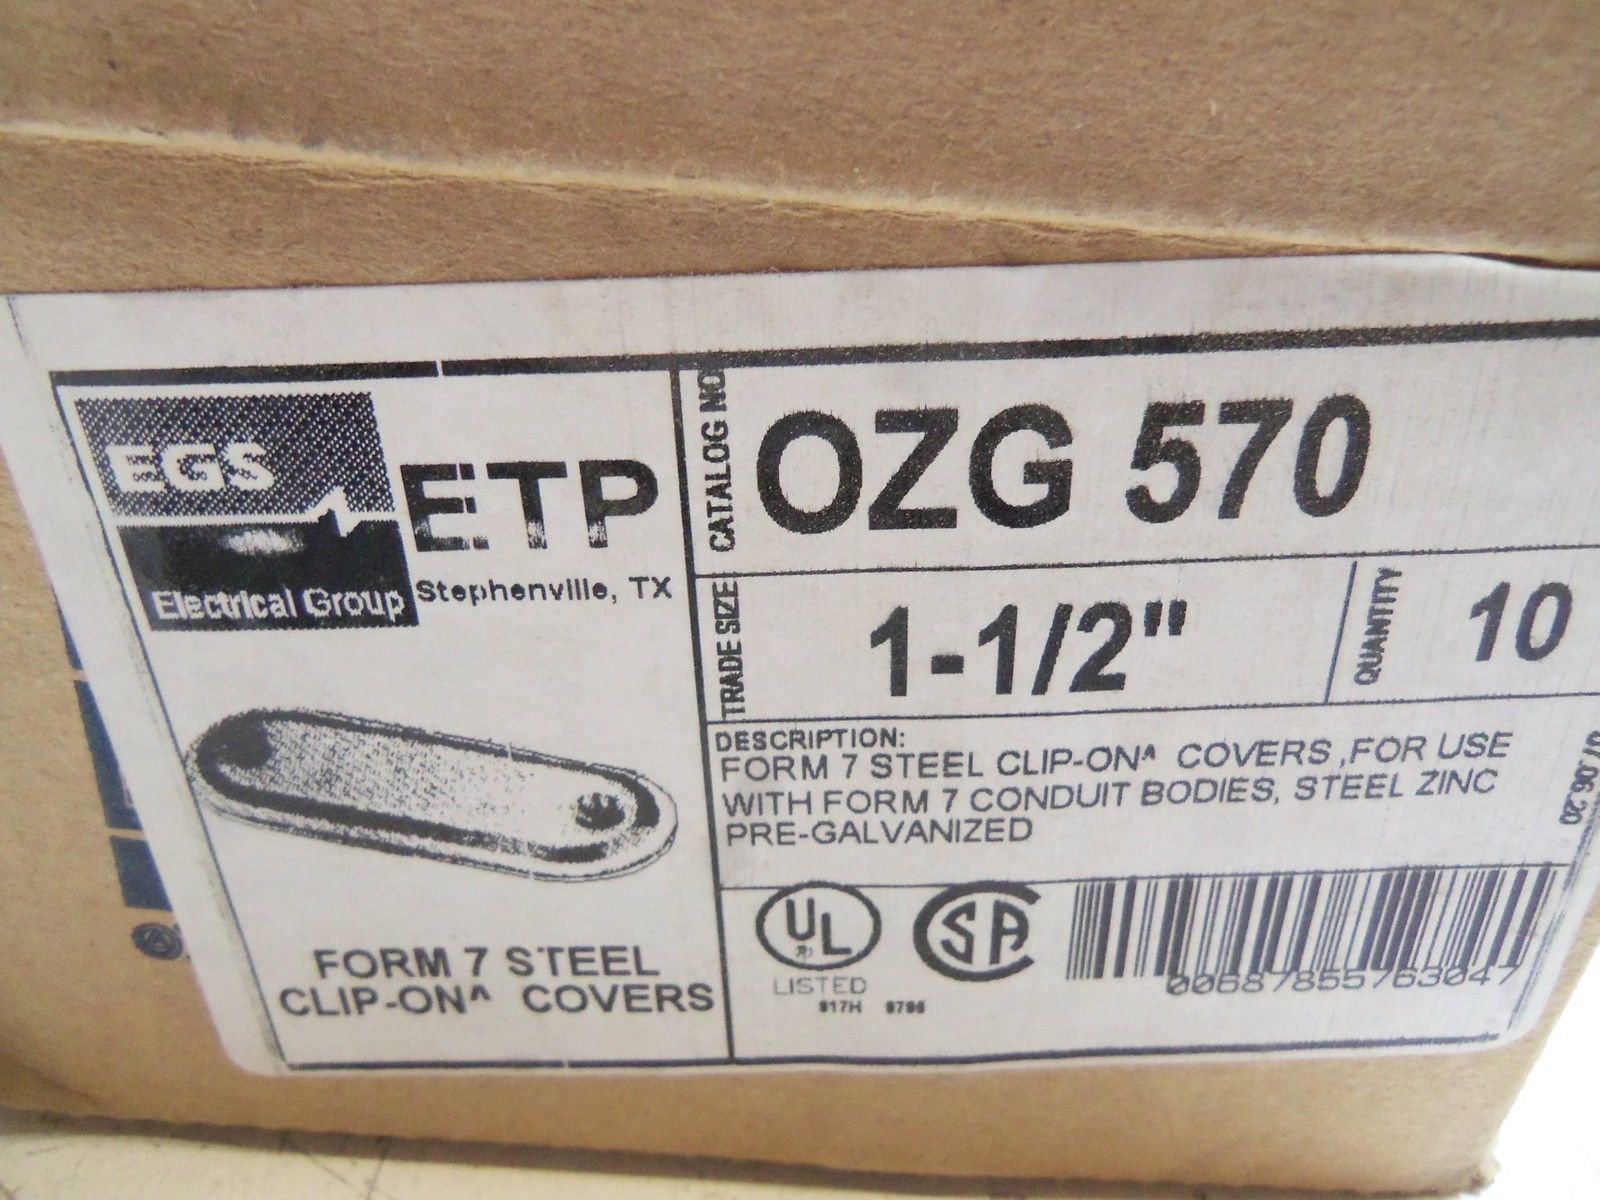 EGS
Electrical Group
ETP
Stephenville, TX
FORM 7 STEEL
CLIP-ON^ COVERS
CATALOG NO
OZG 570
TRADE SIZE
1-1/2"
QUANTITY
10
DESCRIPTION:
FORM 7 STEEL CLIP-ON^ COVERS ,FOR USE
WITH FORM 7 CONDUIT BODIES, STEEL ZINC
PRE-GALVANIZED
UL
LISTED
917H
SA
00687855763047
®